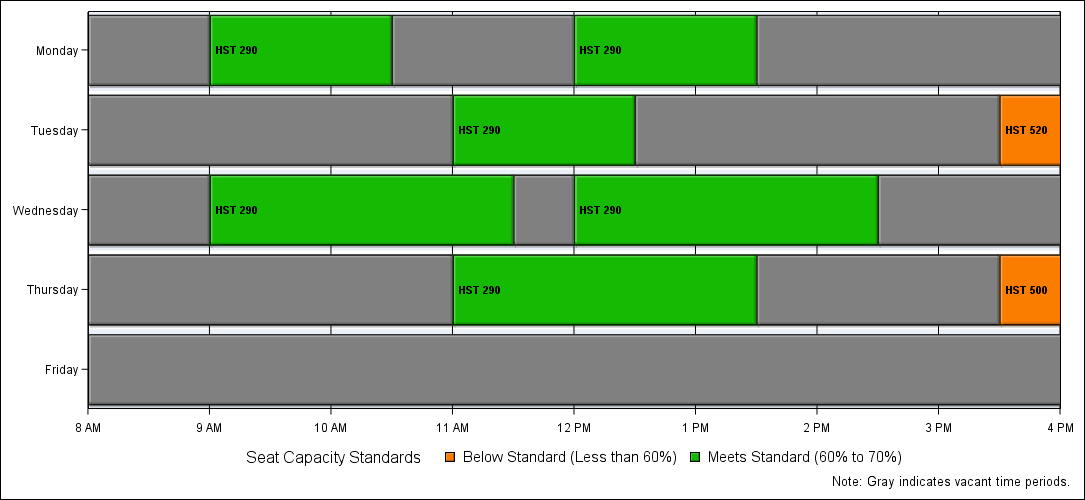 Monday
HST 290
HST 290
Tuesday
HST 290
HST 520
Wednesday
HST 290
HST 290
Thursday
HST 290
HST 500
Friday
8 AM 9 AM 10 AM 11 AM 12 PM 1 PM 2 PM 3 PM 4 PM
Seat Capacity Standards Below Standard (Less than 60%) Meets Standard (60% to 70%)
Note: Gray indicates vacant time periods.